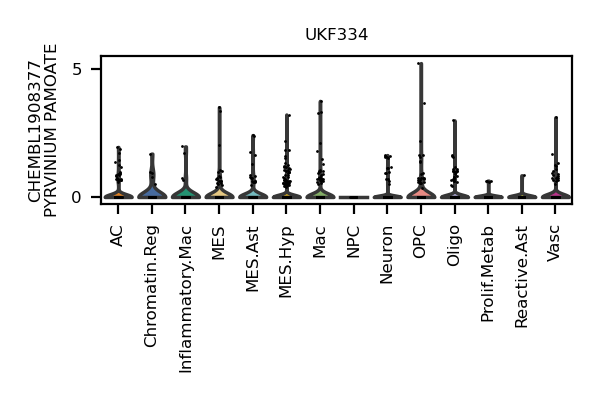 UKF334
CHEMBL1908377
PYRVINIUM PAMOATE
5
0
AC
Chromatin.Reg
Inflammatory.Mac
MES
MES.Ast
MES.Hyp
Mac
NPC
Neuron
OPC
Oligo
Prolif.Metab
Reactive.Ast
Vasc